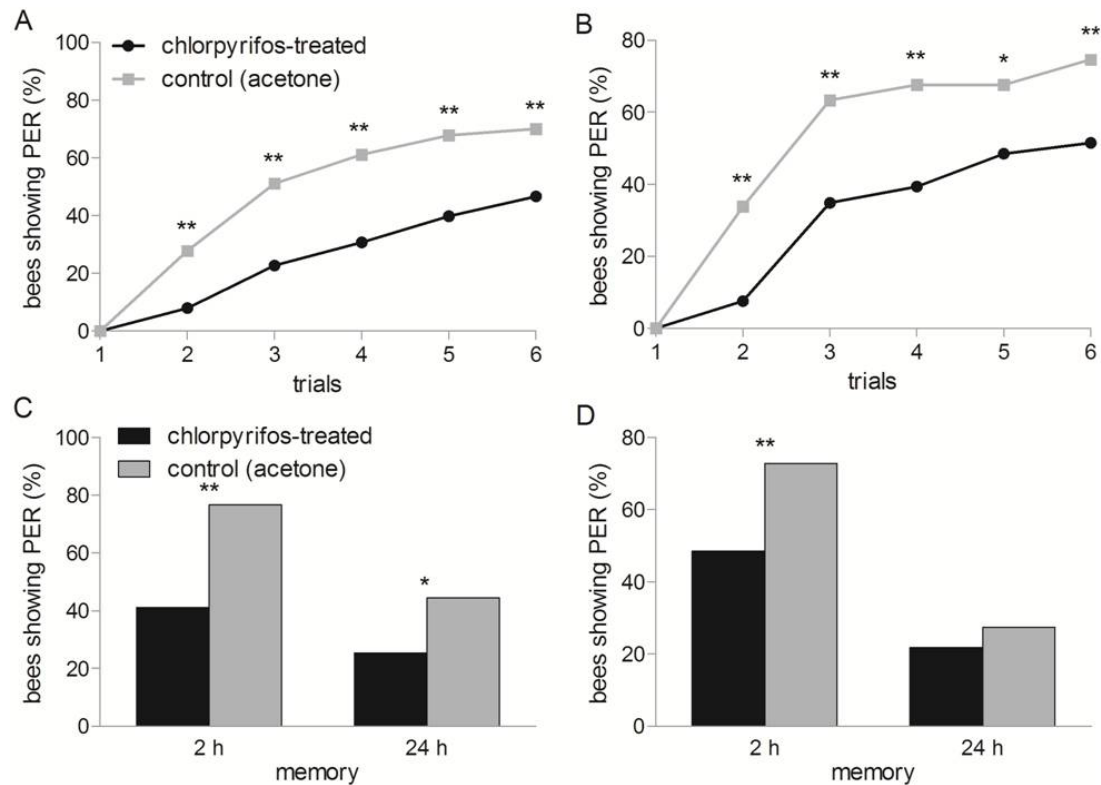 A
chlorpyrifos-treated
control (acetone)
bees showing PER (%)
100
80
60
40
20
0
**
**
**
**
**
1 2 3 4 5 6
trials
B
bees showing PER (%)
80
60
40
20
0
**
**
**
*
**
1 2 3 4 5 6
trials
C
chlorpyrifos-treated
control (acetone)
bees showing PER (%)
100
80
60
40
20
0
**
*
2 h 24 h
memory
D
bees showing PER (%)
80
60
40
20
0
**
2 h 24 h
memory